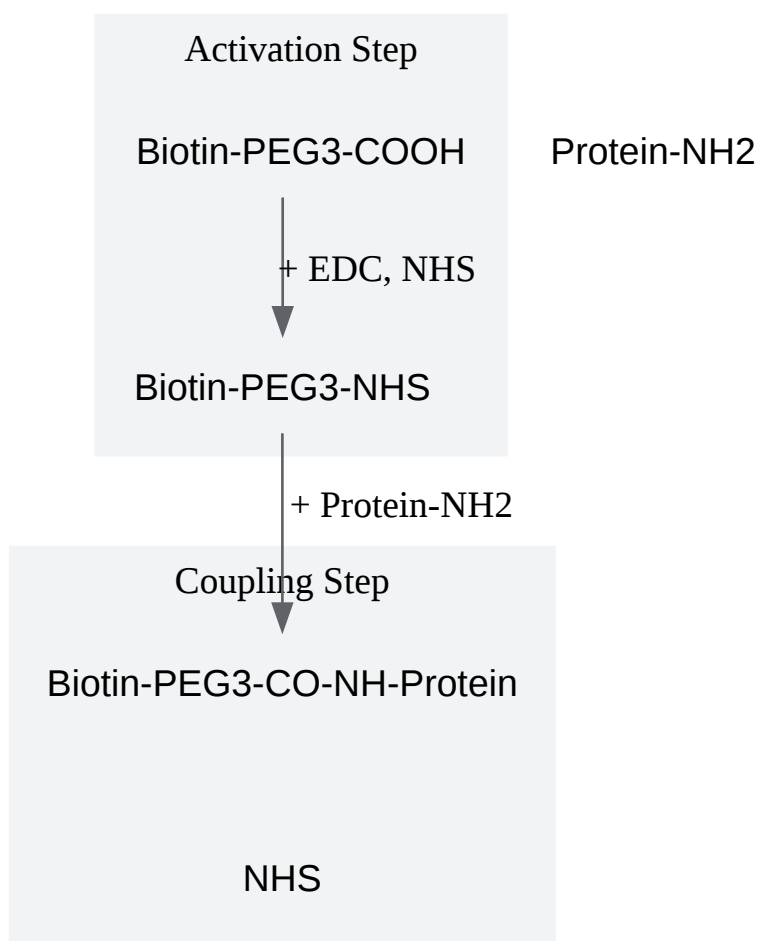 Activation Step
Biotin-PEG3-COOH
Protein-NH2
+ EDC, NHS
Biotin-PEG3-NHS
+ Protein-NH2
Coupling Step
Biotin-PEG3-CO-NH-Protein
NHS